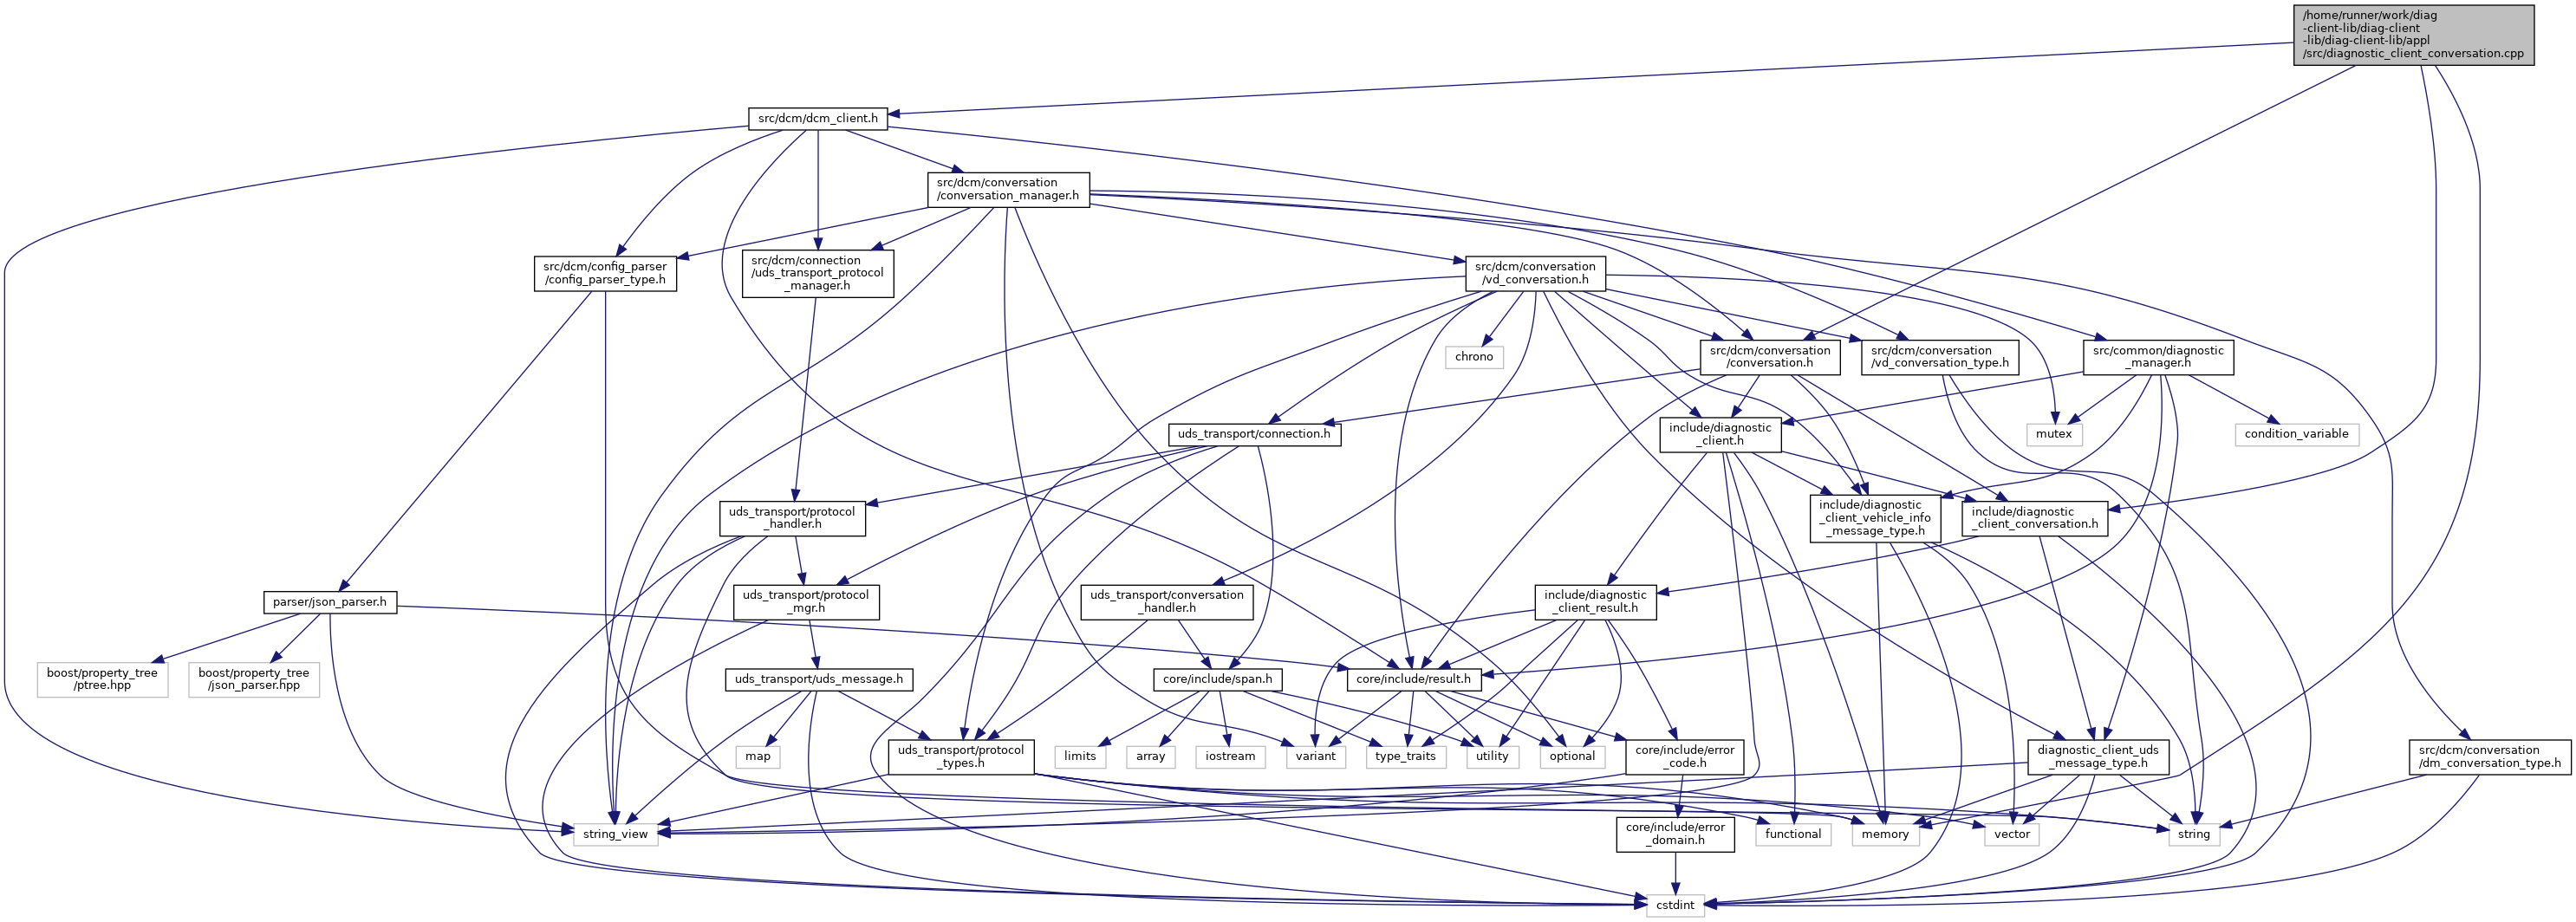 /home/runner/work/diag
-client-lib/diag-client
-lib/diag-client-lib/appl
/src/diagnostic_client_conversation.cpp
src/dcm/dcm_client.h
src/dcm/conversation
/conversation_manager.h
src/dcm/config_parser
/config_parser_type.h
src/dcm/connection
/uds_transport_protocol
_manager.h
src/dcm/conversation
/vd_conversation.h
chrono
src/dcm/conversation
/conversation.h
src/dcm/conversation
/vd_conversation_type.h
src/common/diagnostic
_manager.h
uds_transport/connection.h
include/diagnostic
_client.h
mutex
condition_variable
uds_transport/protocol
_handler.h
include/diagnostic
_client_vehicle_info
_message_type.h
include/diagnostic
_client_conversation.h
parser/json_parser.h
uds_transport/protocol
_mgr.h
uds_transport/conversation
_handler.h
include/diagnostic
_client_result.h
boost/property_tree
/ptree.hpp
boost/property_tree
/json_parser.hpp
uds_transport/uds_message.h
core/include/span.h
core/include/result.h
map
uds_transport/protocol
_types.h
limits
array
iostream
variant
type_traits
utility
optional
core/include/error
_code.h
diagnostic_client_uds
_message_type.h
src/dcm/conversation
/dm_conversation_type.h
string_view
core/include/error
_domain.h
functional
memory
vector
string
cstdint